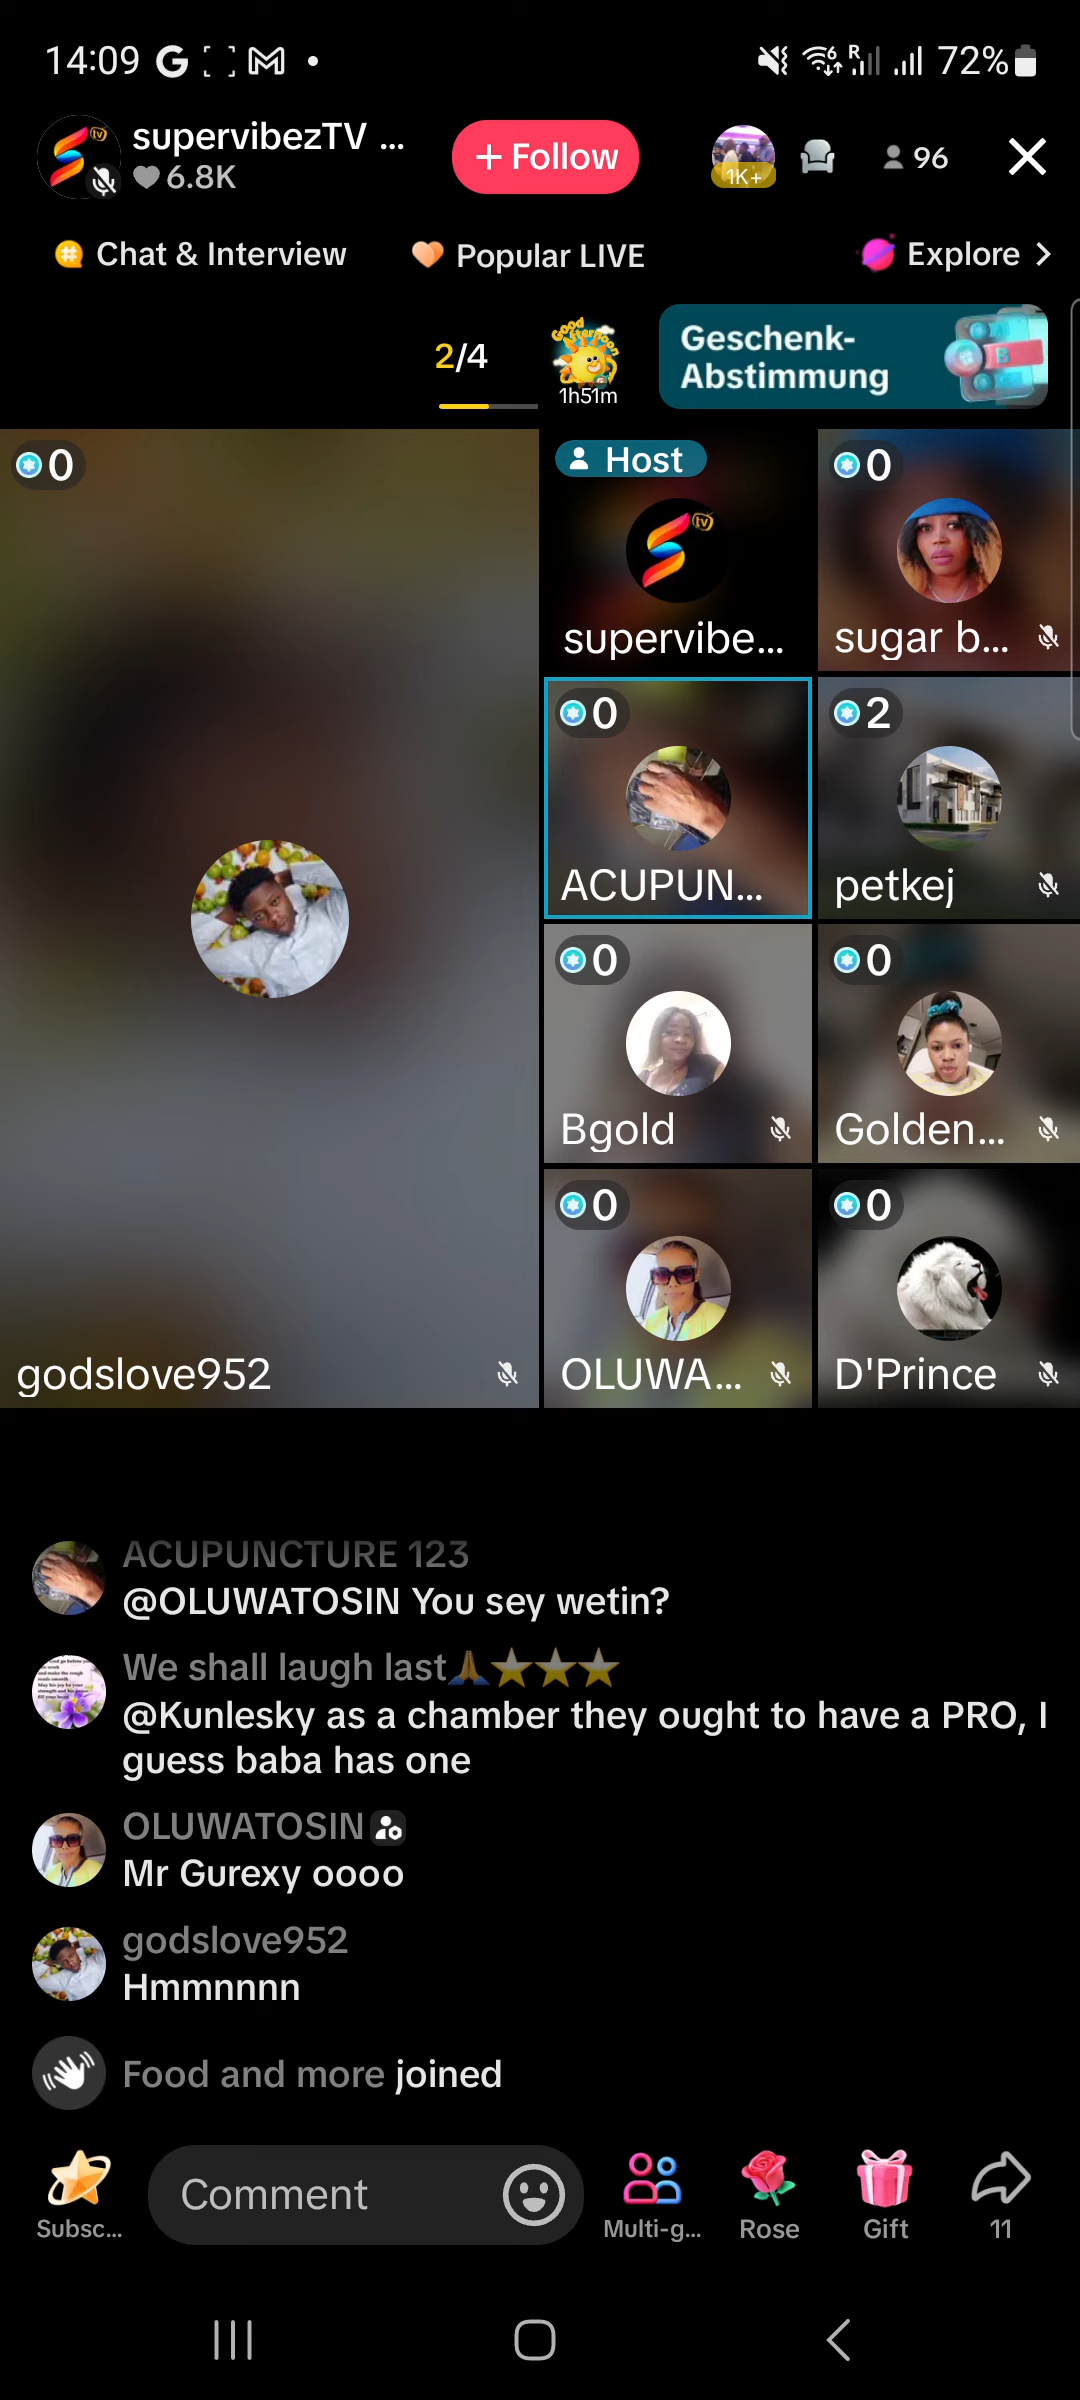 14:09
R
72%
supervibezTV ...
6.8K
+ Follow
1K+
96
Chat & Interview
Popular LIVE
Explore
2/4
Good
Afternoon
1h51m
Geschenk-
Abstimmung
0
Host
supervibe...
0
sugar b...
0
ACUPUN...
2
petkej
0
Bgold
0
Golden...
0
OLUWA...
0
D'Prince
godslove952
ACUPUNCTURE 123
@OLUWATOSIN You sey wetin?
We shall laugh last🙏⭐⭐⭐
@Kunlesky as a chamber they ought to have a PRO, I
guess baba has one
OLUWATOSIN
Mr Gurexy oooo
godslove952
Hmmnnnn
Food and more joined
Subsc...
Comment
Multi-g...
Rose
Gift
11